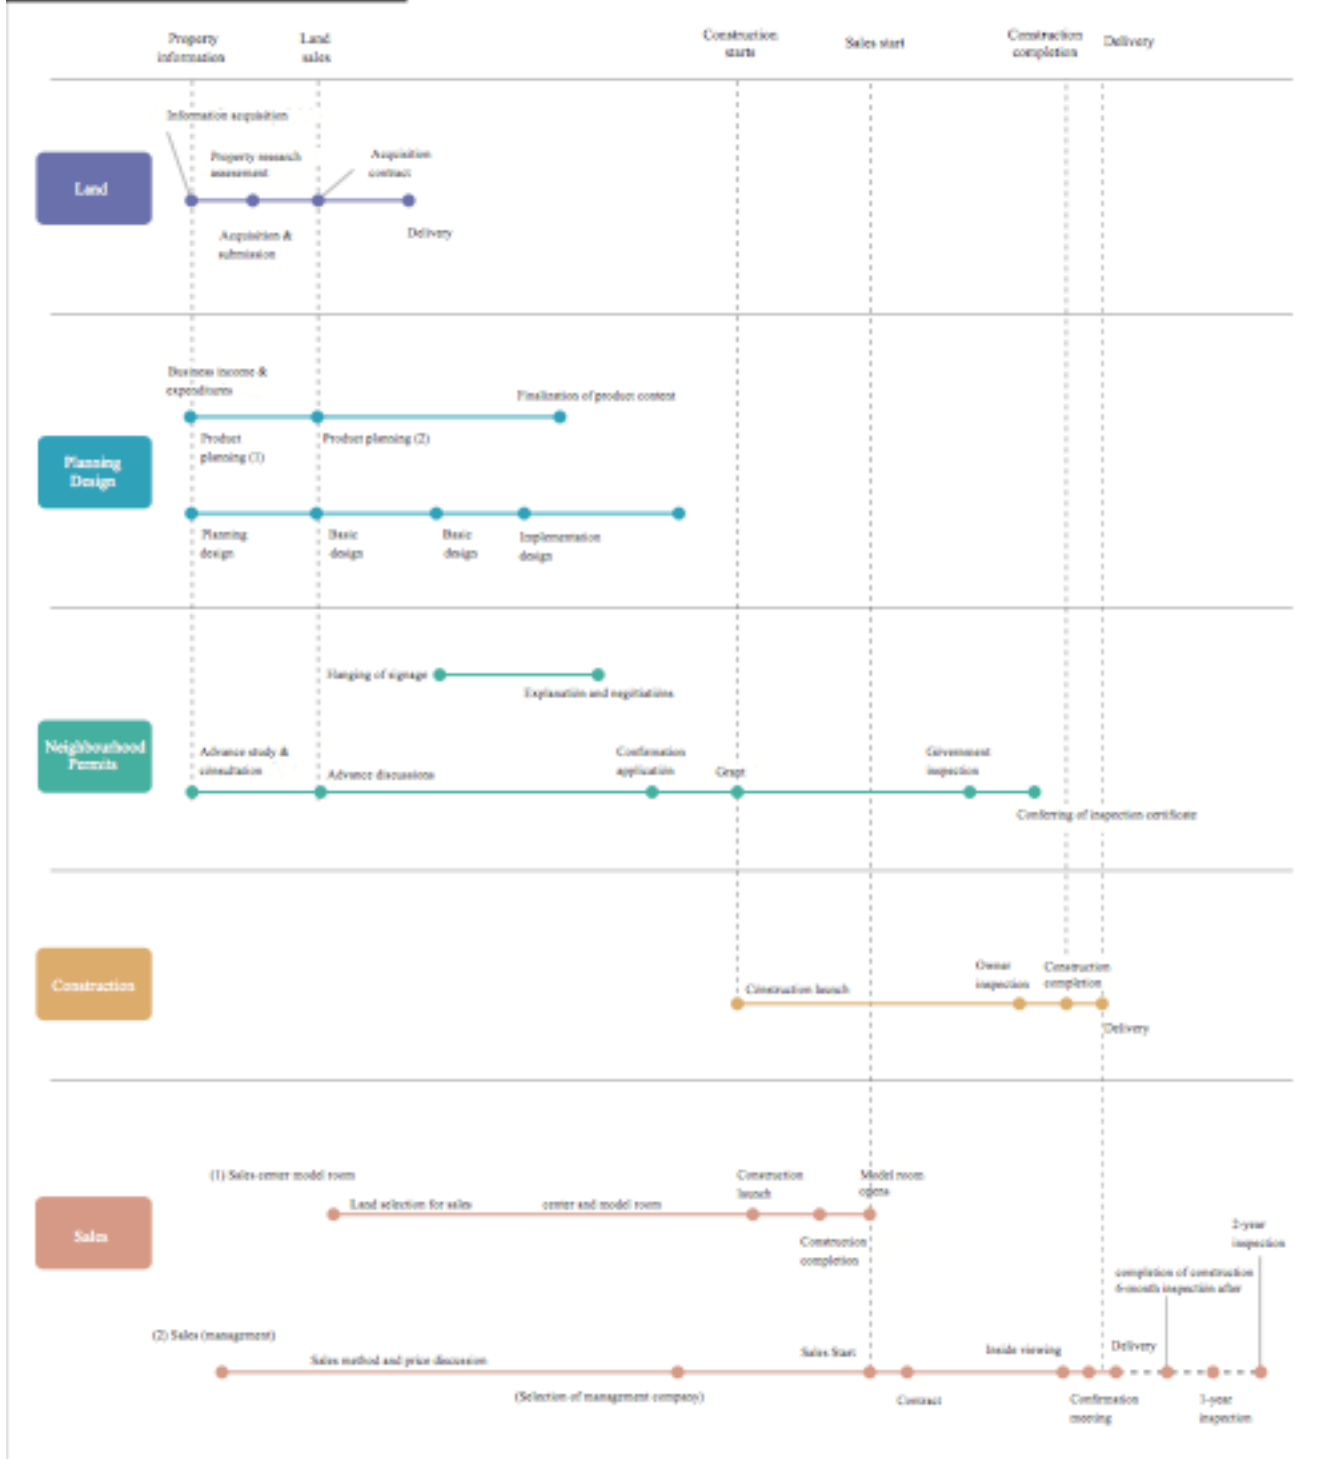 Property
information
Land
sales
Construction
starts
Sales start
Construction
completion
Delivery
Information acquisition
Land
Property research
assessment
Acquisition
contract
Acquisition &
submission
Delivery
Planning
Design
Business income &
expenditures
Finalization of product content
Product
planning (1)
Product planning (2)
Planning
design
Basic
design
Basic
design
Implementation
design
Neighbourhood
Permits
Hanging of signage
Explanation and negitiatiins
Advance study &
consultation
Advance discussions
Confirmation
application
Government
inspection
Conferring of inspection certificate
Construction
Construction launch
Owner
inspection
Construction
completion
Delivery
Sales
(1) Sales center model room
Land selection for sales center and model room
Construction
launch
Model room
opens
Construction
completion
2-year
inspection
completion of construction
6-month inspection after
(2) Sales (management)
Sales method and price discussion
(Selection of management company)
Sales Start
Contract
Inside viewing
Delivery
Confirmation
meeting
1-year
inspection